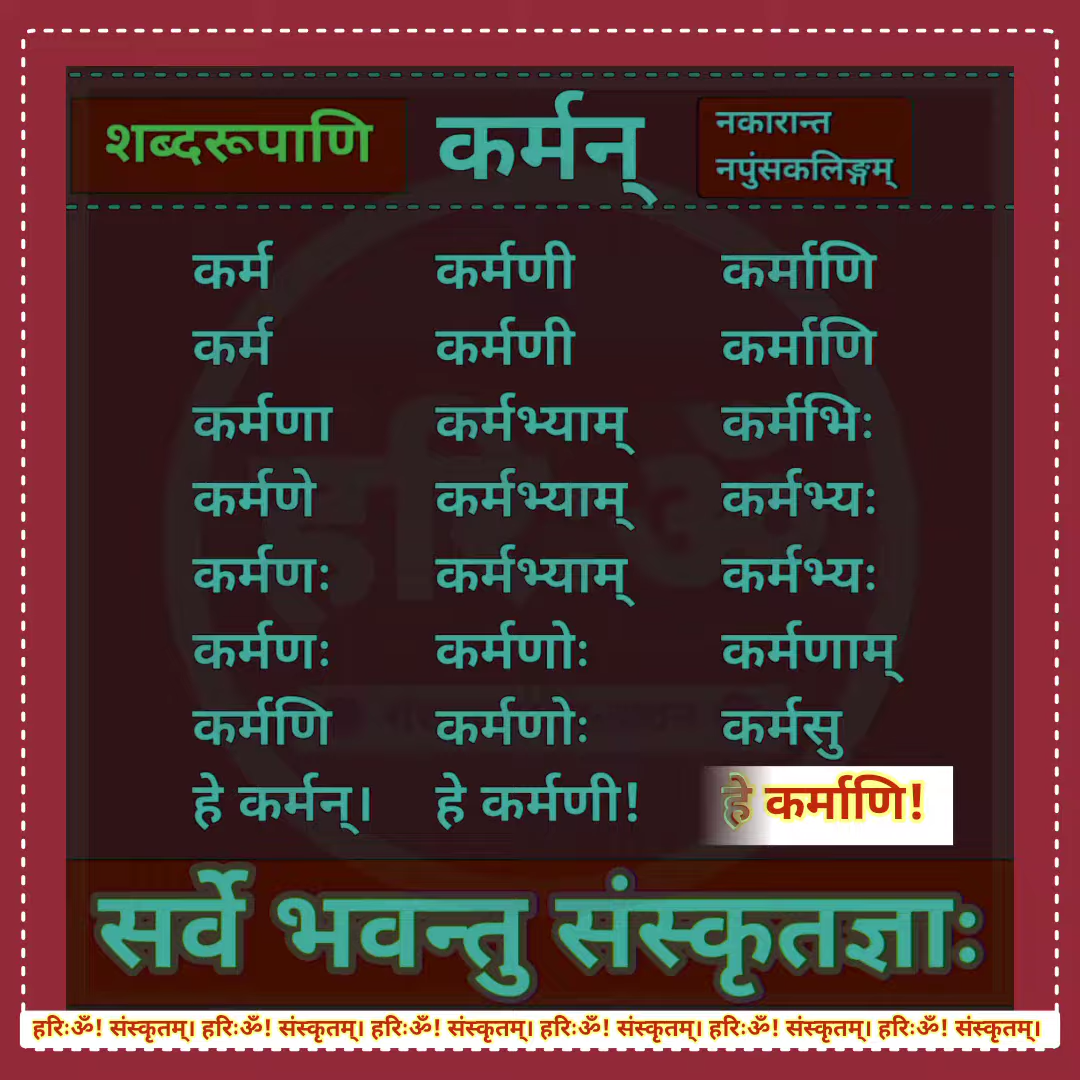 शब्दरूपाणि कर्मन् नकारान्त
नपुंसकलिङ्गम्
कर्म कर्मणी कर्माणि
कर्म कर्मणी कर्माणि
कर्मणा कर्मभ्याम् कर्मभिः
कर्मणे कर्मभ्याम् कर्मभ्यः
कर्मणः कर्मभ्याम् कर्मभ्यः
कर्मणः कर्मणोः कर्मणाम्
कर्मणि कर्मणोः कर्मसु
हे कर्मन्। हे कर्मणी! हे कर्माणि!
सर्वे भवन्तु संस्कृतज्ञाः
हरिःॐ! संस्कृतम्। हरिःॐ! संस्कृतम्। हरिःॐ! संस्कृतम्। हरिःॐ! संस्कृतम्। हरिःॐ! संस्कृतम्। हरिःॐ! संस्कृतम्।